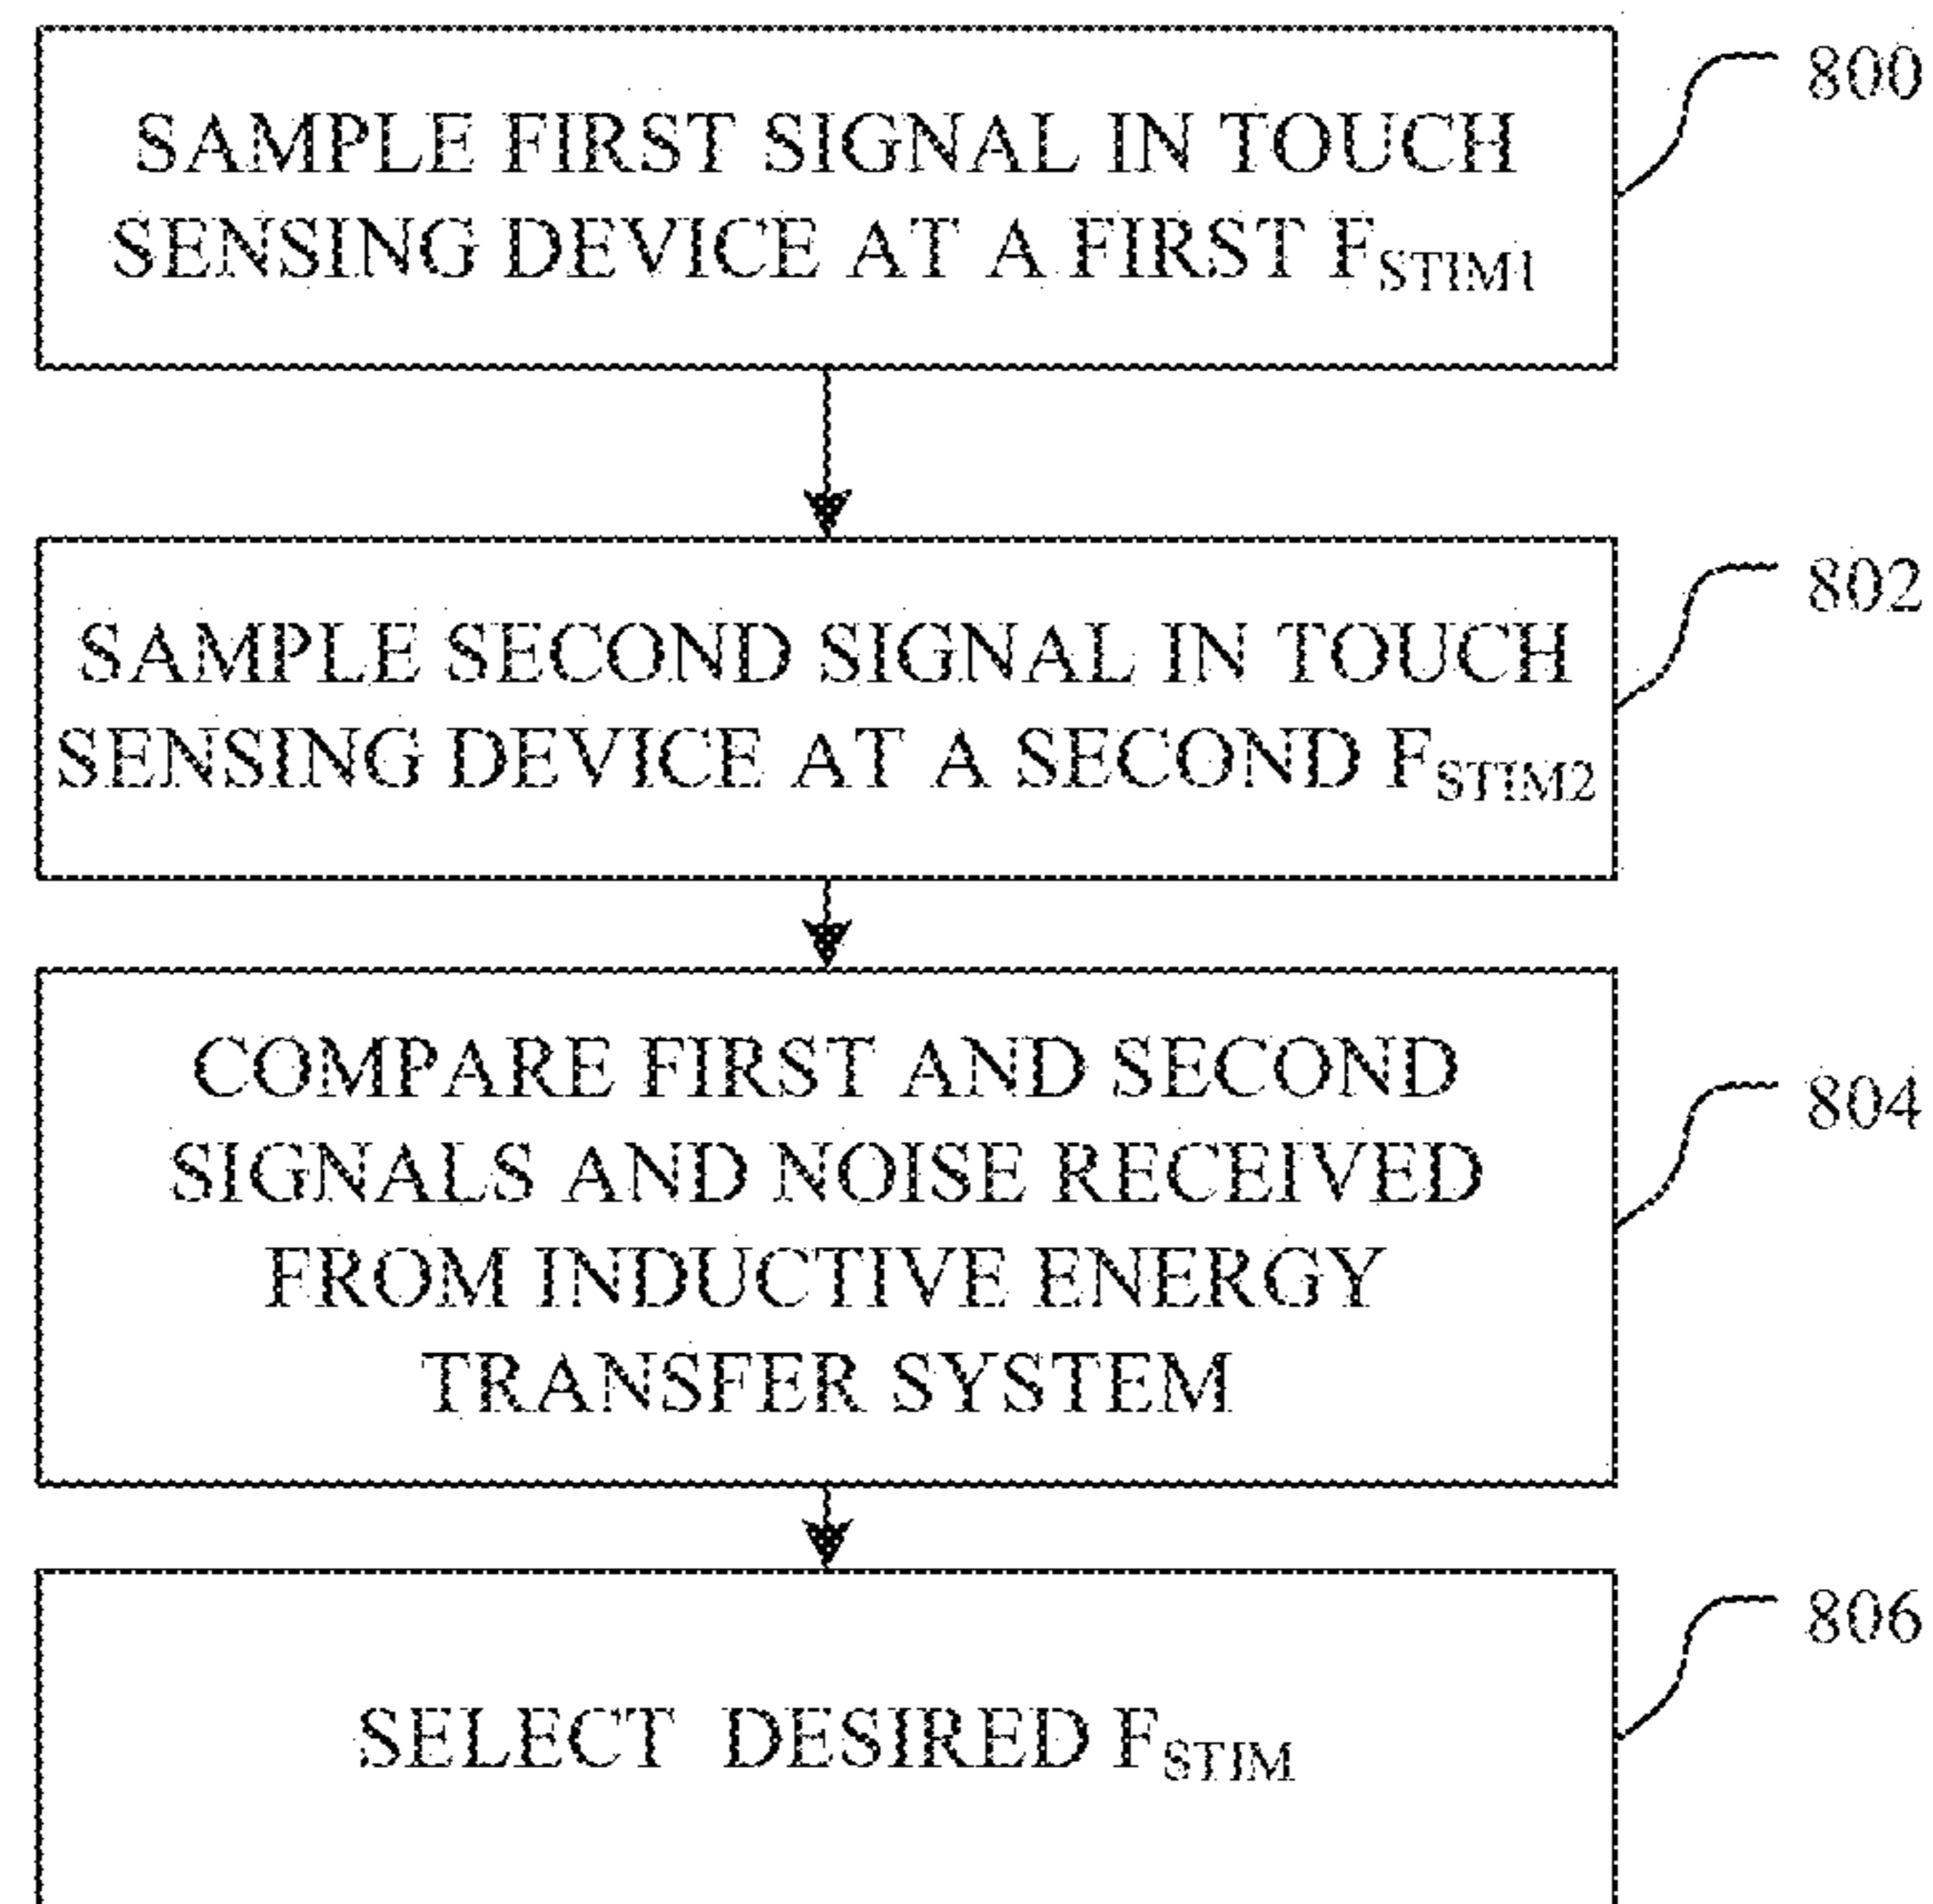 SAMPLE FIRST SIGNAL IN TOUCH
SENSING DEVICE AT A FIRST FSTIM1
800
SAMPLE SECOND SIGNAL IN TOUCH
SENSING DEVICE AT A SECOND FSTIM2
802
COMPARE FIRST AND SECOND
SIGNALS AND NOISE RECEIVED
FROM INDUCTIVE ENERGY
TRANSFER SYSTEM
804
SELECT DESIRED FSTIM
806